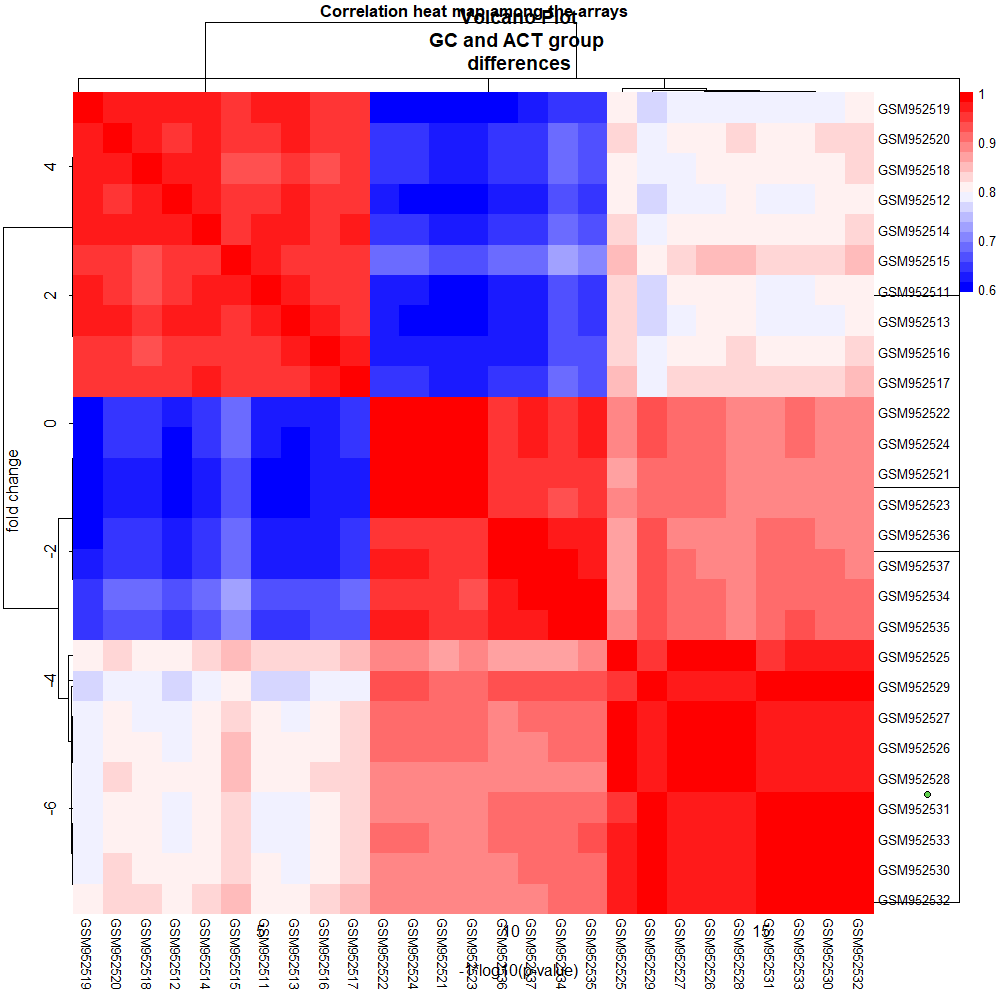 Correlation heat map among the arrays
Volcano Plot
GC and ACT group
differences
1
0.9
0.8
0.7
0.6
GSM952519
GSM952520
GSM952518
GSM952512
GSM952514
GSM952515
GSM952511
GSM952513
GSM952516
GSM952517
GSM952522
GSM952524
GSM952521
GSM952523
GSM952536
GSM952537
GSM952534
GSM952535
GSM952525
GSM952529
GSM952527
GSM952526
GSM952528
GSM952531
GSM952533
GSM952530
GSM952532
4
2
0
-2
-4
-6
fold change
GSM952519
GSM952520
GSM952518
GSM952512
GSM952514
GSM952515
GSM952511
GSM952513
GSM952516
GSM952517
GSM952522
GSM952524
GSM952521
GSM952523
GSM952536
GSM952537
GSM952534
GSM952535
GSM952525
GSM952529
GSM952527
GSM952526
GSM952528
GSM952531
GSM952533
GSM952530
GSM952532
5
10
15
-1*log10(p-value)